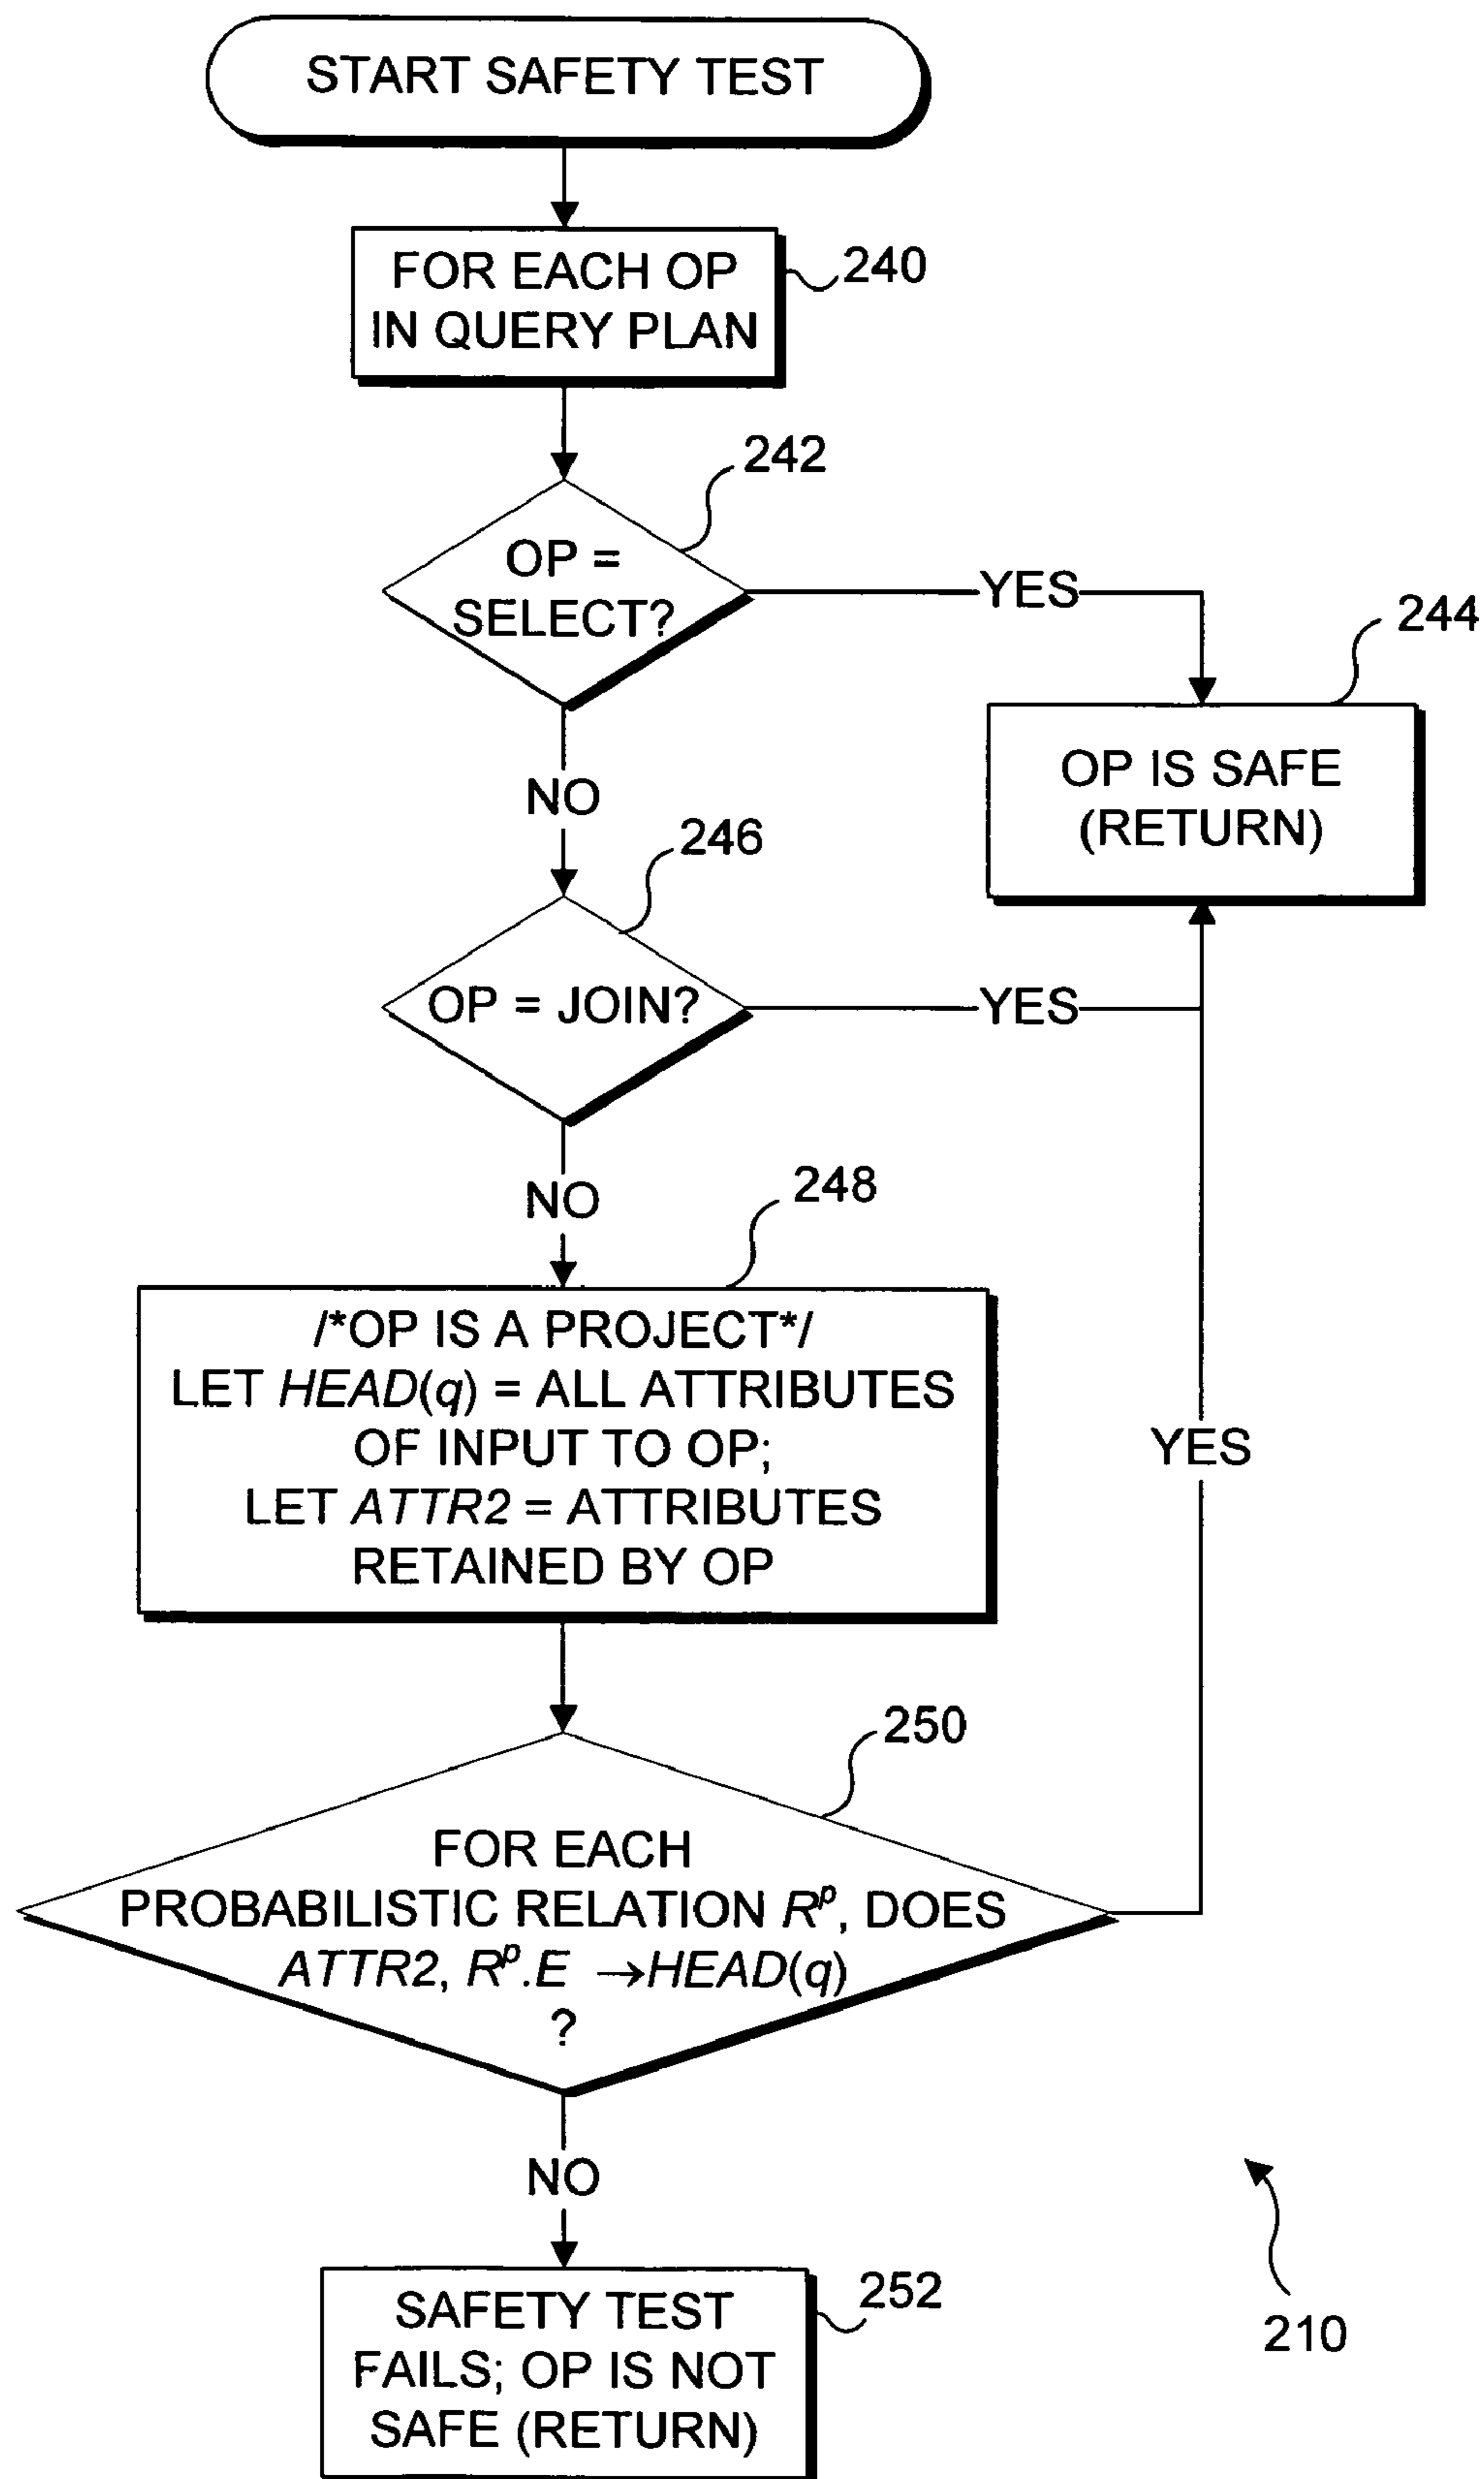 START SAFETY TEST
FOR EACH OP
IN QUERY PLAN
240
242
OP =
SELECT?
YES
244
OP IS SAFE
(RETURN)
NO
246
OP = JOIN?
YES
NO
248
/*OP IS A PROJECT*/
LET HEAD(q) = ALL ATTRIBUTES
OF INPUT TO OP;
LET ATTR2 = ATTRIBUTES
RETAINED BY OP
YES
250
FOR EACH
PROBABILISTIC RELATION Rᵖ, DOES
ATTR2, Rᵖ.E →HEAD(q)
?
NO
252
SAFETY TEST
FAILS; OP IS NOT
SAFE (RETURN)
210